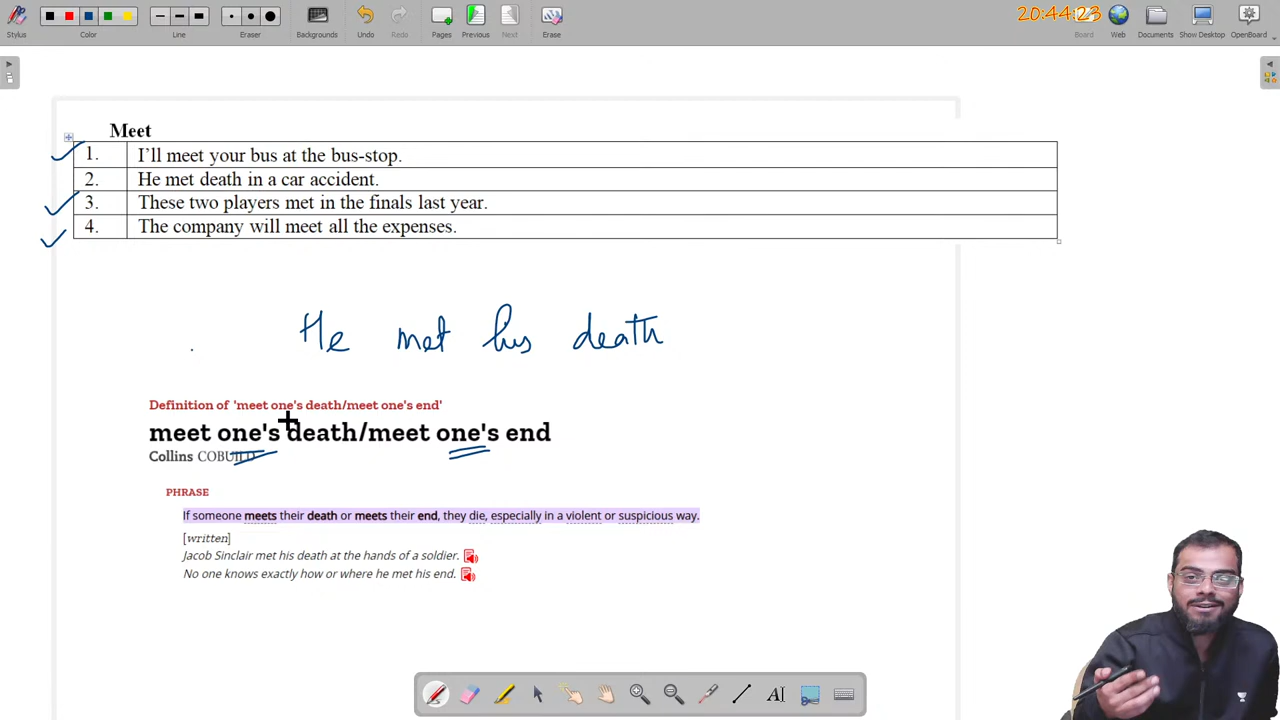 20:44:23
Stylus Color Line Eraser Backgrounds Undo Redo Pages Previous Next Erase Board Web Documents Show Desktop OpenBoard
Meet
1. I'll meet your bus at the bus-stop.
2. He met death in a car accident.
3. These two players met in the finals last year.
4. The company will meet all the expenses.
He met his death
Definition of 'meet one's death/meet one's end'
meet one's death/meet one's end
Collins COBUILD
PHRASE
If someone meets their death or meets their end, they die, especially in a violent or suspicious way.
[written]
Jacob Sinclair met his death at the hands of a soldier.
No one knows exactly how or where he met his end.
AI